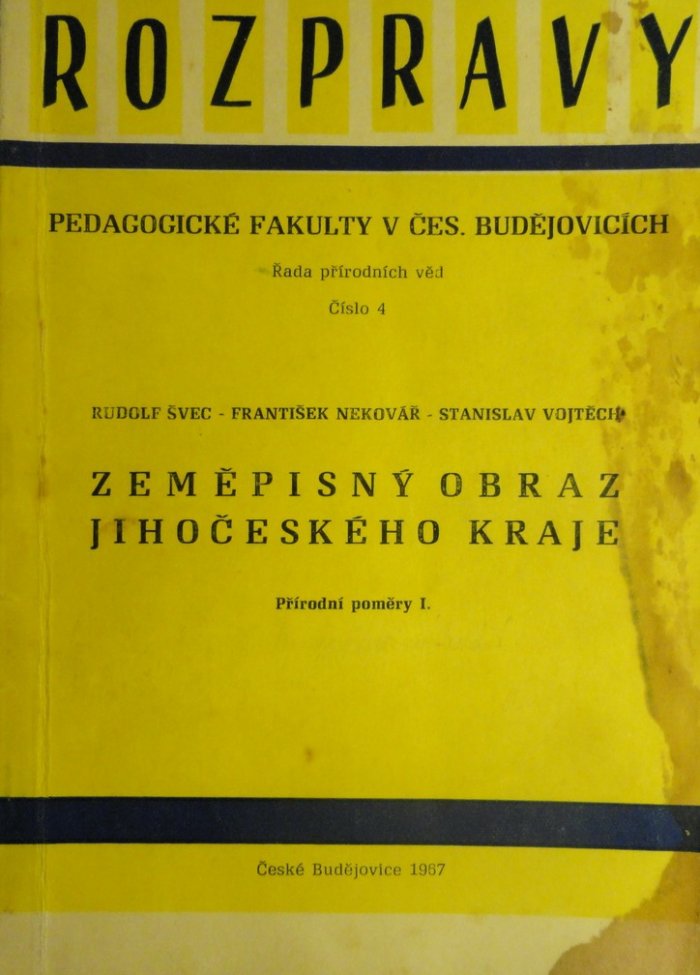 ROZPRAVY
PEDAGOGICKÉ FAKULTY V ČES. BUDĚJOVICÍCH
Řada přírodních věd
Číslo 4
RUDOLF ŠVEC - FRANTIŠEK NEKOVÁŘ - STANISLAV VOJTĚCH
ZEMĚPISNÝ OBRAZ
JIHOČESKÉHO KRAJE
Přírodní poměry I.
České Budějovice 1967